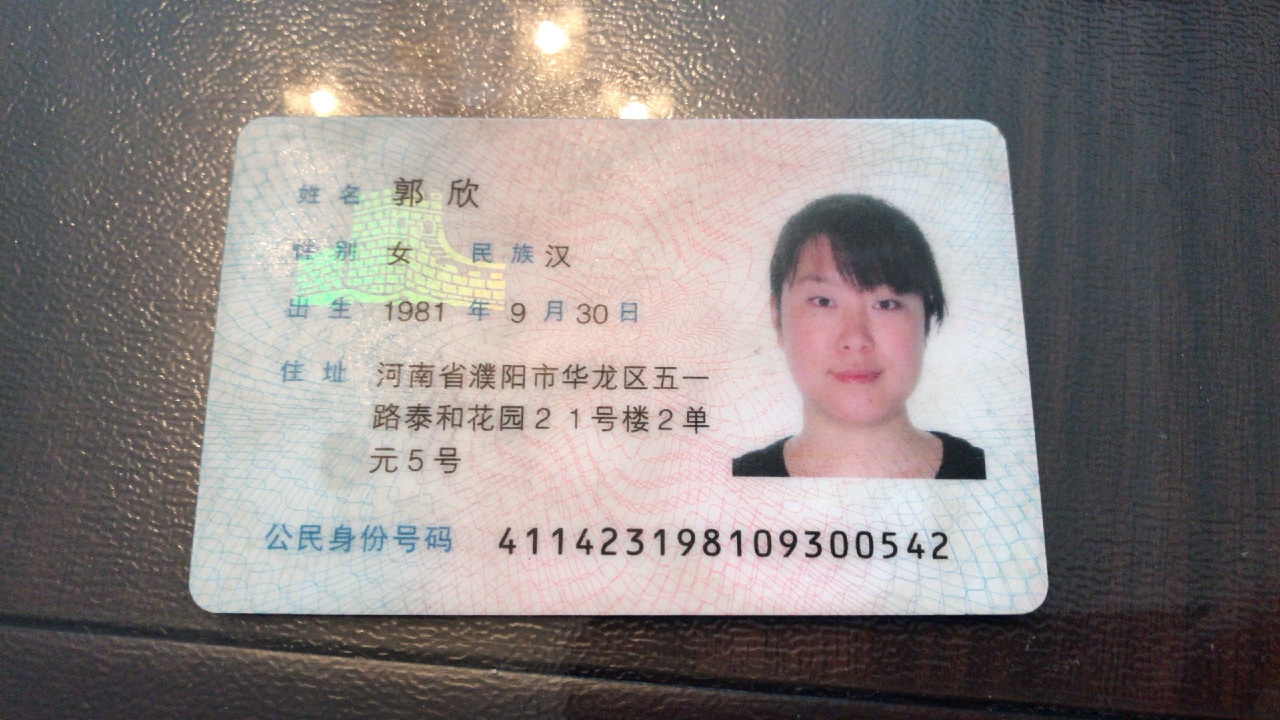 姓名 郭欣
性别 女 民族 汉
出生 1981 年 9 月 30 日
住址 河南省濮阳市华龙区五一
路泰和花园21号楼2单
元5号
公民身份号码 411423198109300542